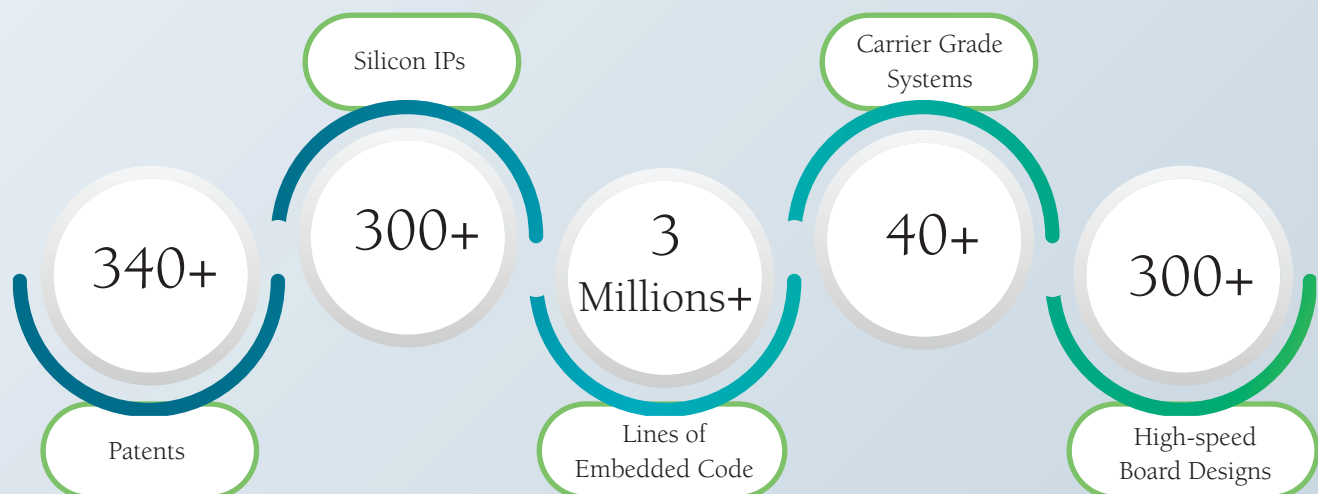 340+
Patents
Silicon IPs
300+
3
Millions+
Lines of
Embedded Code
Carrier Grade
Systems
40+
300+
High-speed
Board Designs